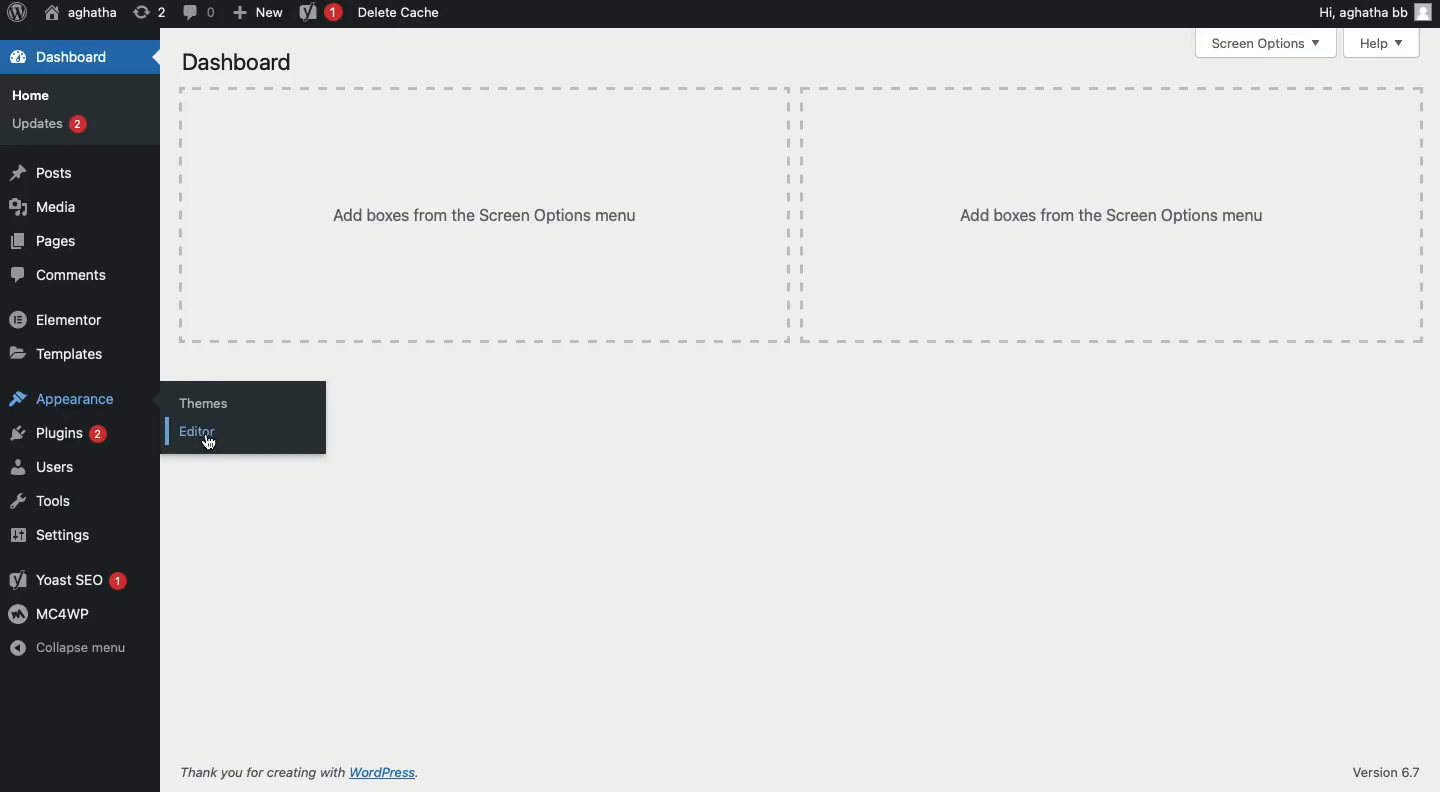 aghatha 2 0 New 1 Delete Cache Hi, aghatha bb
Dashboard
Home
Updates 2
Posts
Media
Pages
Comments
Elementor
Templates
Appearance
Plugins 2
Users
Tools
Settings
Yoast SEO 1
MC4WP
Collapse menu
Themes
Editor
Screen Options Help
Dashboard
Add boxes from the Screen Options menu
Add boxes from the Screen Options menu
Thank you for creating with WordPress.
Version 6.7